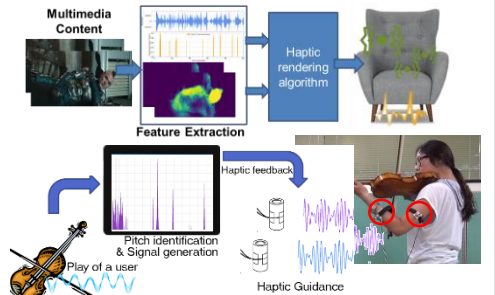 Multimedia
Content
Feature Extraction
Haptic
rendering
algorithm
Haptic feedback
Pitch identification
& Signal generation
Play of a user
Haptic Guidance